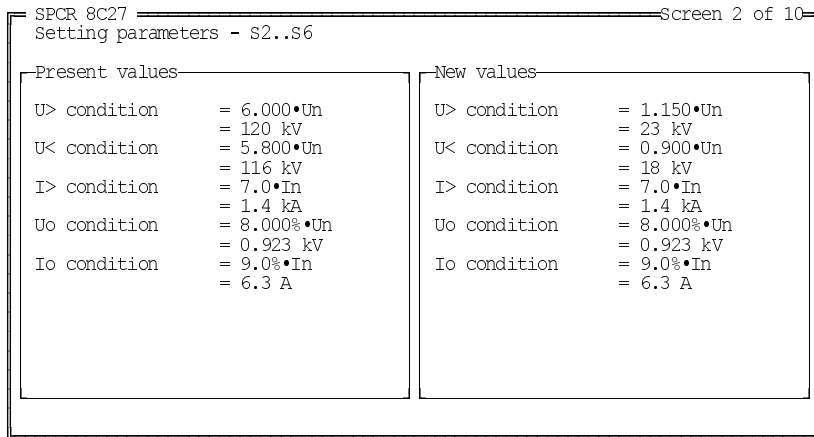 SPCR 8C27 Screen 2 of 10
Setting parameters - S2..S6
Present values
U> condition = 6.000•Un
= 120 kV
U< condition = 5.800•Un
= 116 kV
I> condition = 7.0•In
= 1.4 kA
Uo condition = 8.000%•Un
= 0.923 kV
Io condition = 9.0%•In
= 6.3 A
New values
U> condition = 1.150•Un
= 23 kV
U< condition = 0.900•Un
= 18 kV
I> condition = 7.0•In
= 1.4 kA
Uo condition = 8.000%•Un
= 0.923 kV
Io condition = 9.0%•In
= 6.3 A